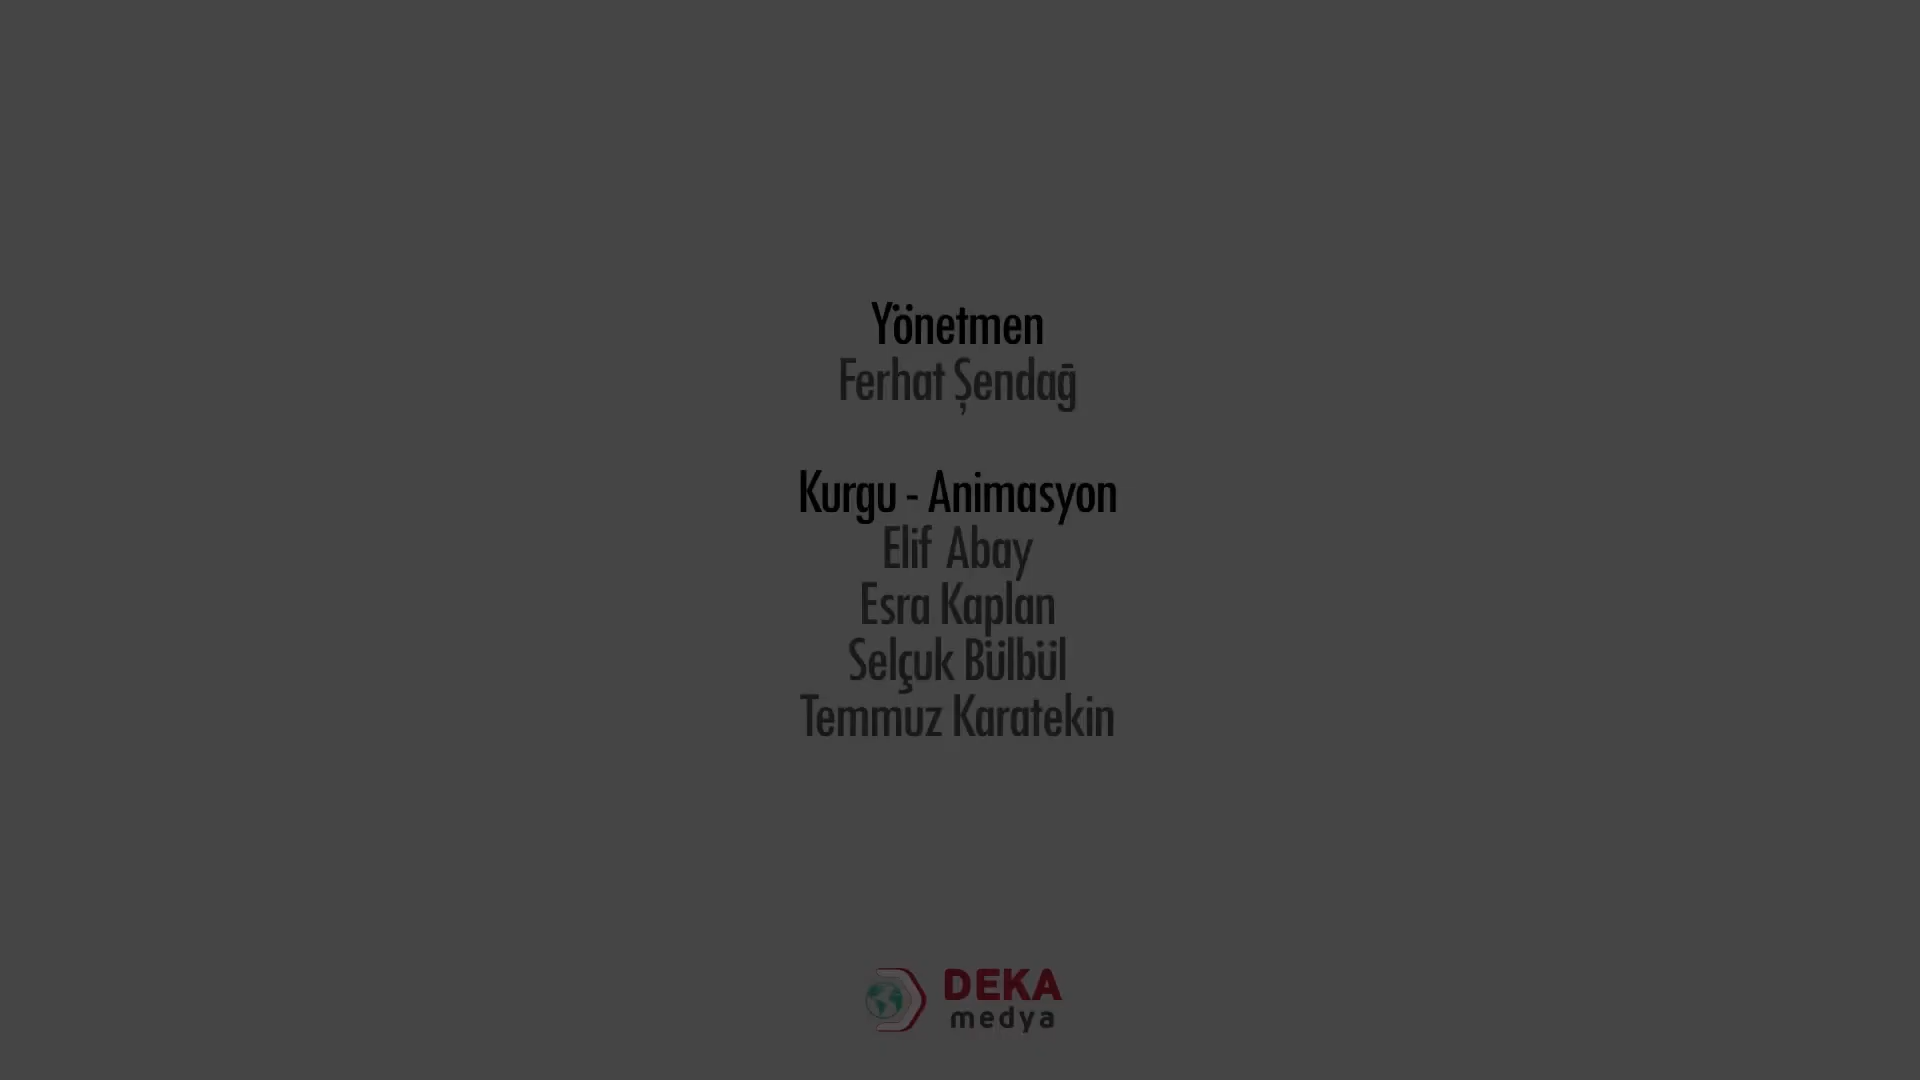 Yönetmen
Ferhat Şendağ
Kurgu - Animasyon
Elif Abay
Esra Kaplan
Selçuk Bülbül
Temmuz Karatekin
DEKA
medya